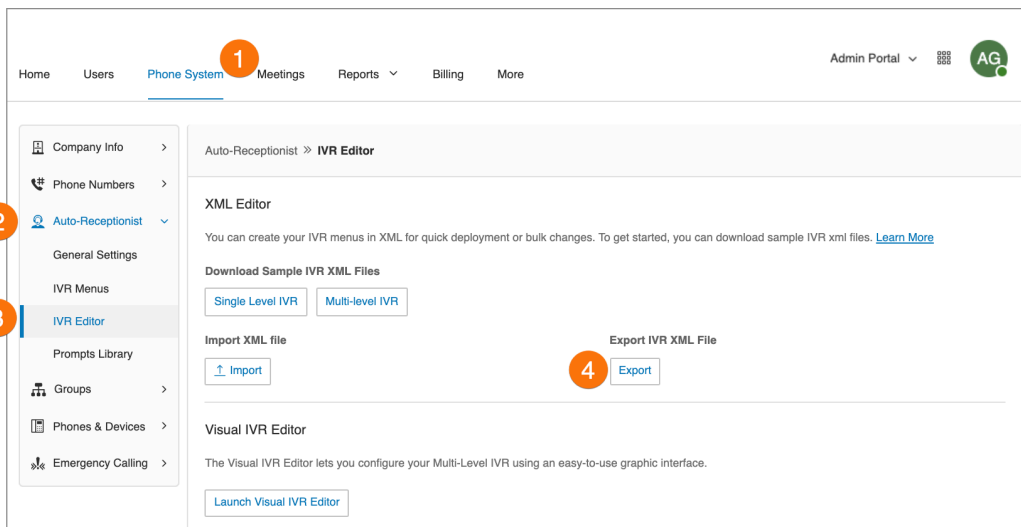 1
Admin Portal
AG
Home Users Phone System Meetings Reports Billing More
Company Info
Auto-Receptionist » IVR Editor
Phone Numbers
XML Editor
2
Auto-Receptionist
You can create your IVR menus in XML for quick deployment or bulk changes. To get started, you can download sample IVR xml files. Learn More
General Settings
Download Sample IVR XML Files
IVR Menus
Single Level IVR Multi-level IVR
3
IVR Editor
Import XML file Export IVR XML File
Prompts Library
Import 4 Export
Groups
Phones & Devices
Visual IVR Editor
Emergency Calling
The Visual IVR Editor lets you configure your Multi-Level IVR using an easy-to-use graphic interface.
Launch Visual IVR Editor